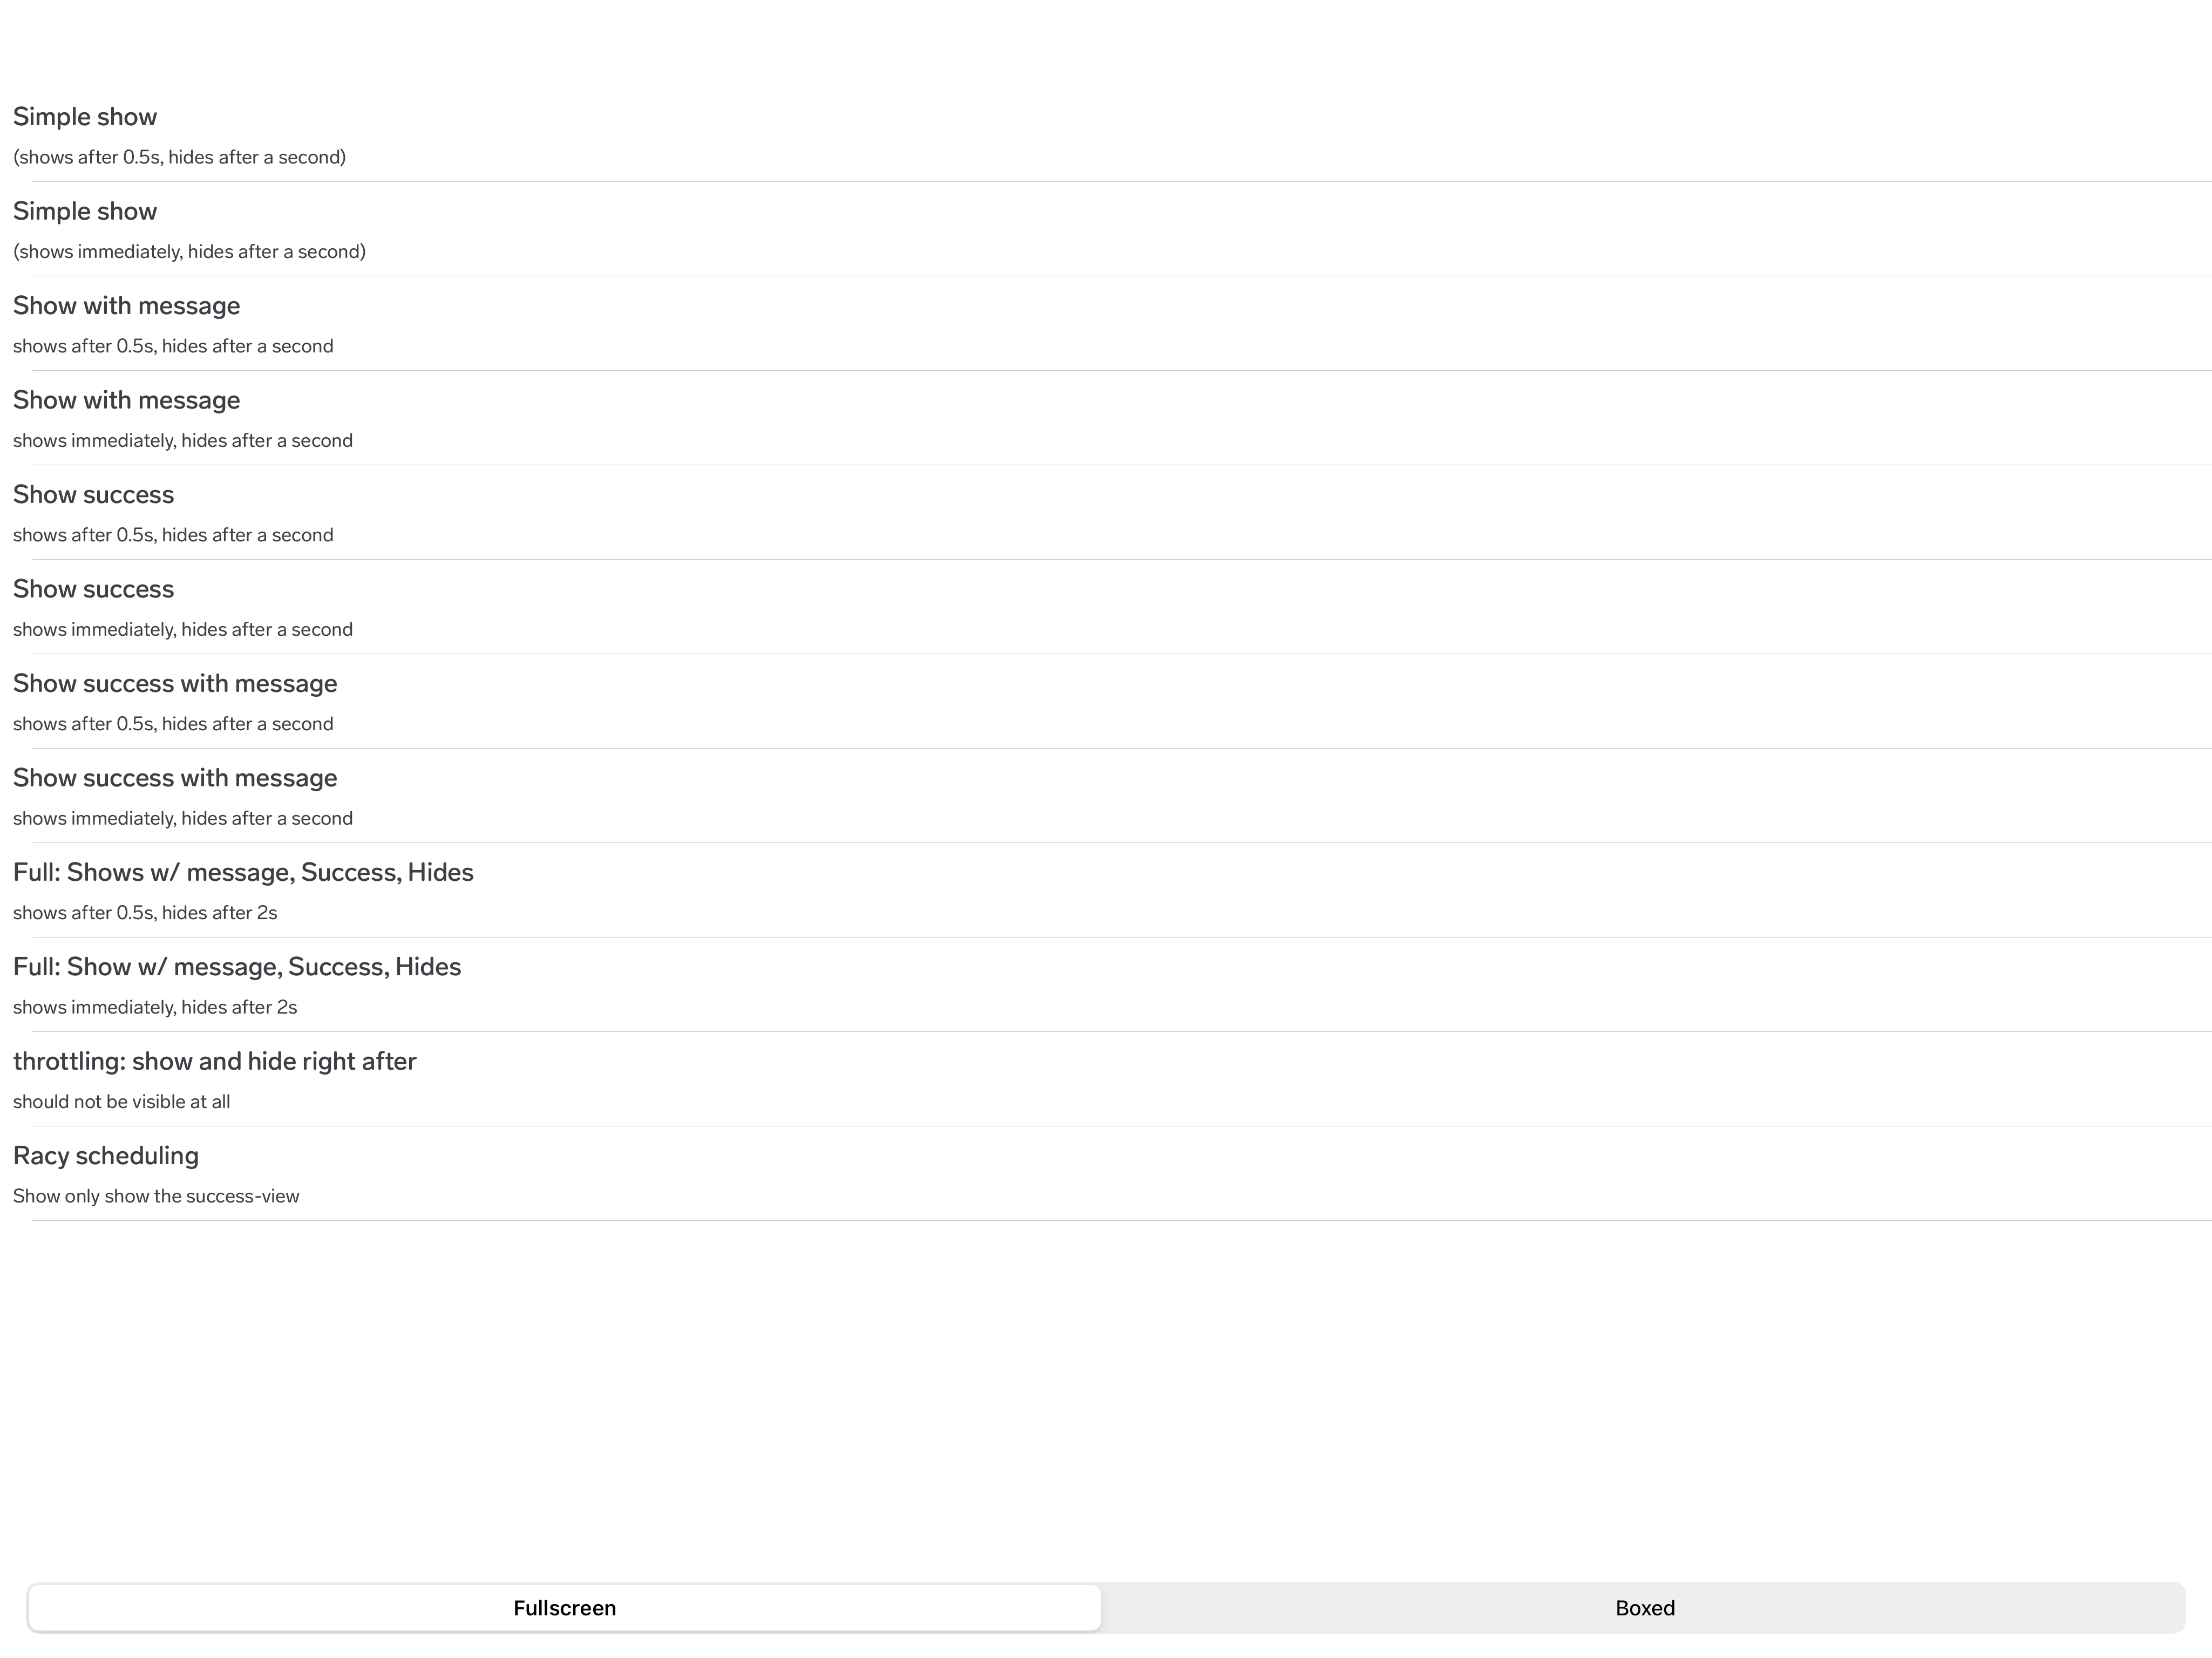 Simple show
(shows after 0.5s, hides after a second)
Simple show
(shows immediately, hides after a second)
Show with message
shows after 0.5s, hides after a second
Show with message
shows immediately, hides after a second
Show success
shows after 0.5s, hides after a second
Show success
shows immediately, hides after a second
Show success with message
shows after 0.5s, hides after a second
Show success with message
shows immediately, hides after a second
Full: Shows w/ message, Success, Hides
shows after 0.5s, hides after 2s
Full: Show w/ message, Success, Hides
shows immediately, hides after 2s
throttling: show and hide right after
should not be visible at all
Racy scheduling
Show only show the success-view
Fullscreen
Boxed